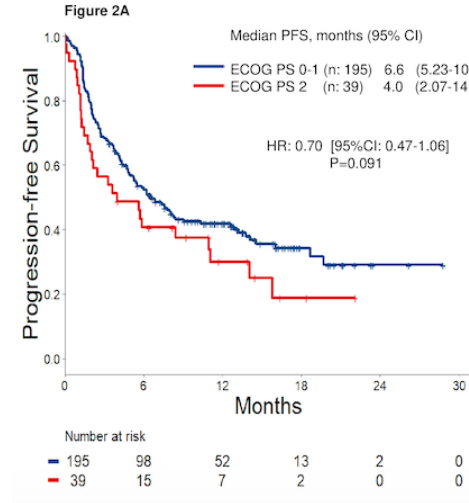 Figure 2A
Median PFS, months (95% CI)
ECOG PS 0-1 (n: 195) 6.6 (5.23-10
ECOG PS 2 (n: 39) 4.0 (2.07-14
HR: 0.70 [95%CI: 0.47-1.06]
P=0.091
Progression-free Survival
1.0
0.8
0.6
0.4
0.2
0.0
0 6 12 18 24 30
Months
Number at risk
195 98 52 13 2 0
39 15 7 2 0 0